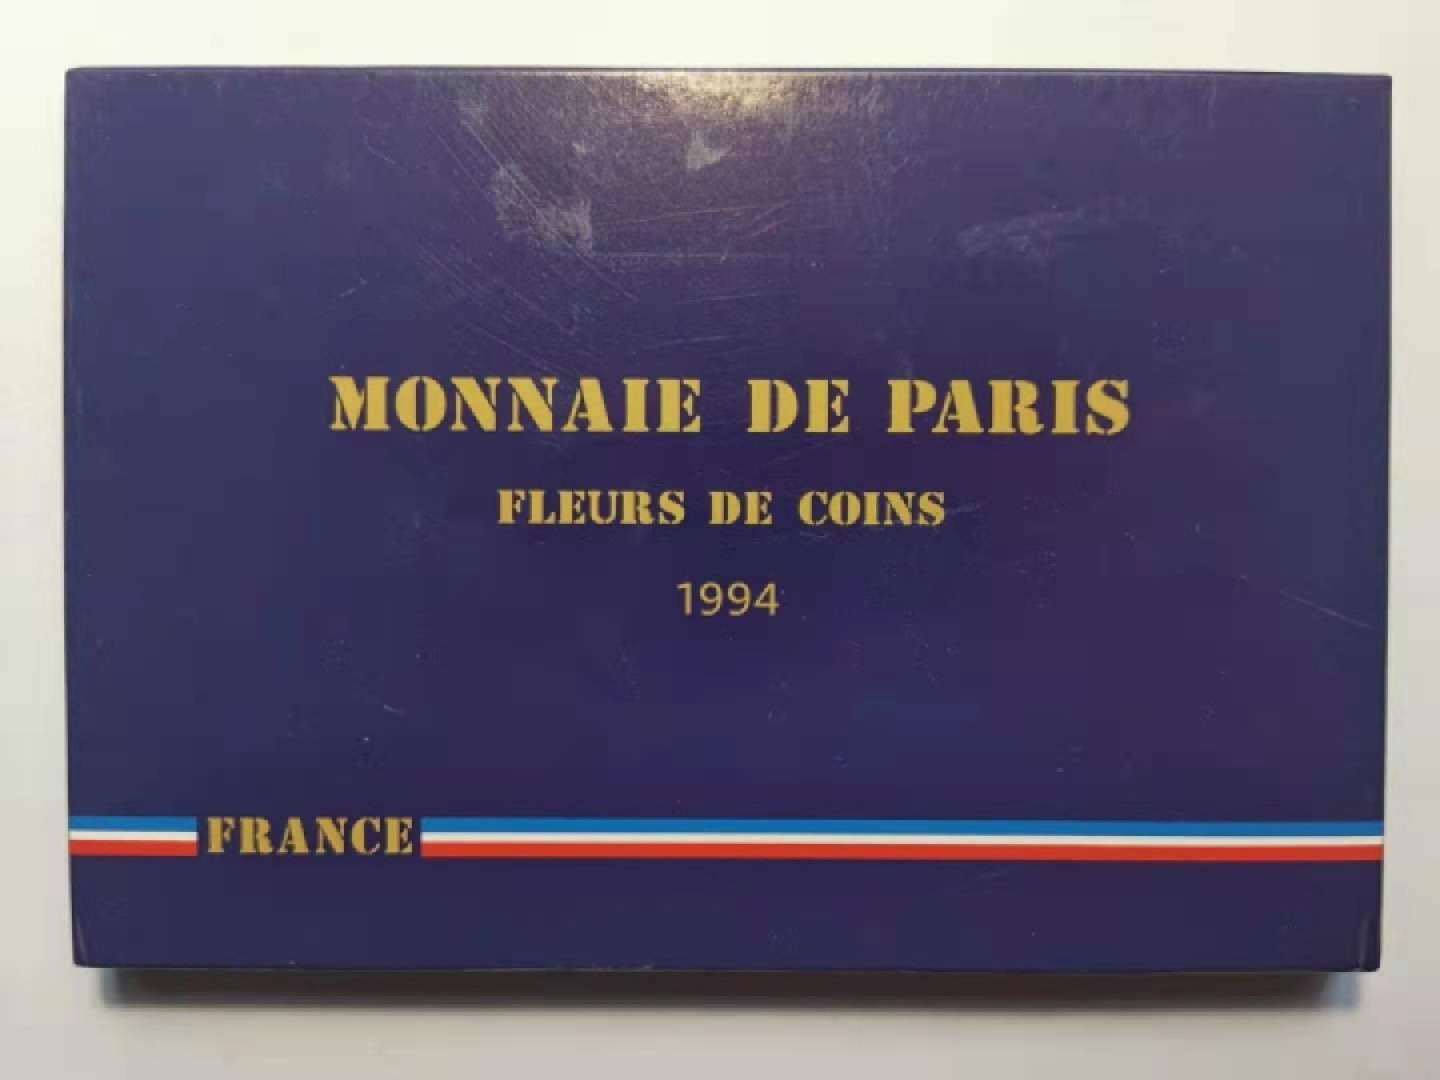 MONNAIE DE PARIS
FLEURS DE COINS
1994
FRANCE